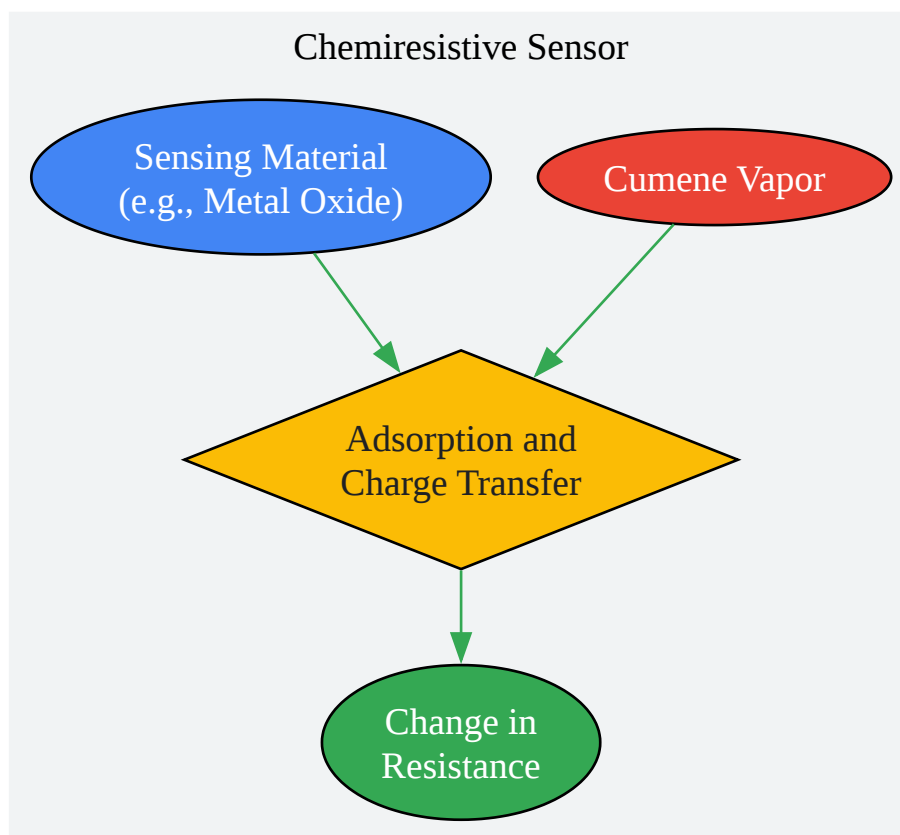 Chemiresistive Sensor
Sensing Material
(e.g., Metal Oxide)
Cumene Vapor
Adsorption and
Charge Transfer
Change in
Resistance